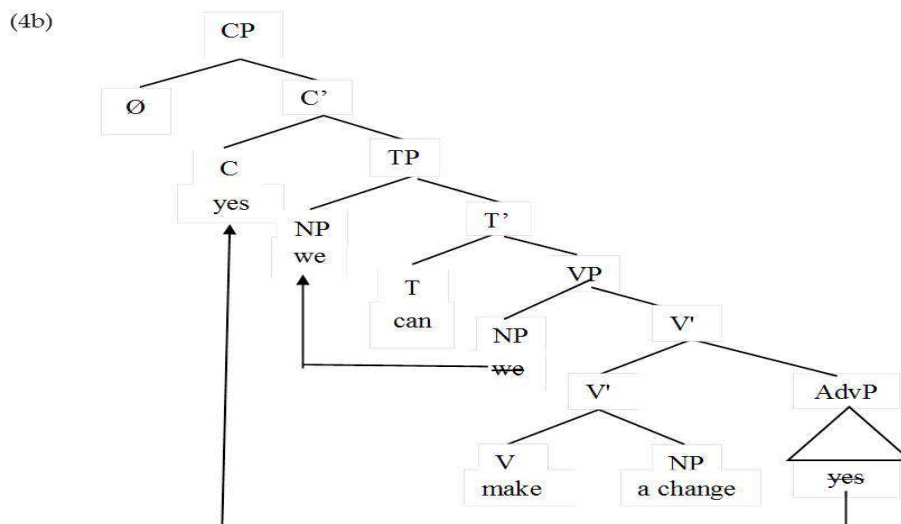 (4b)
CP
Ø
C’
C
yes
TP
NP
we
T’
T
can
VP
NP
we
V'
V'
AdvP
V
make
NP
a change
yes